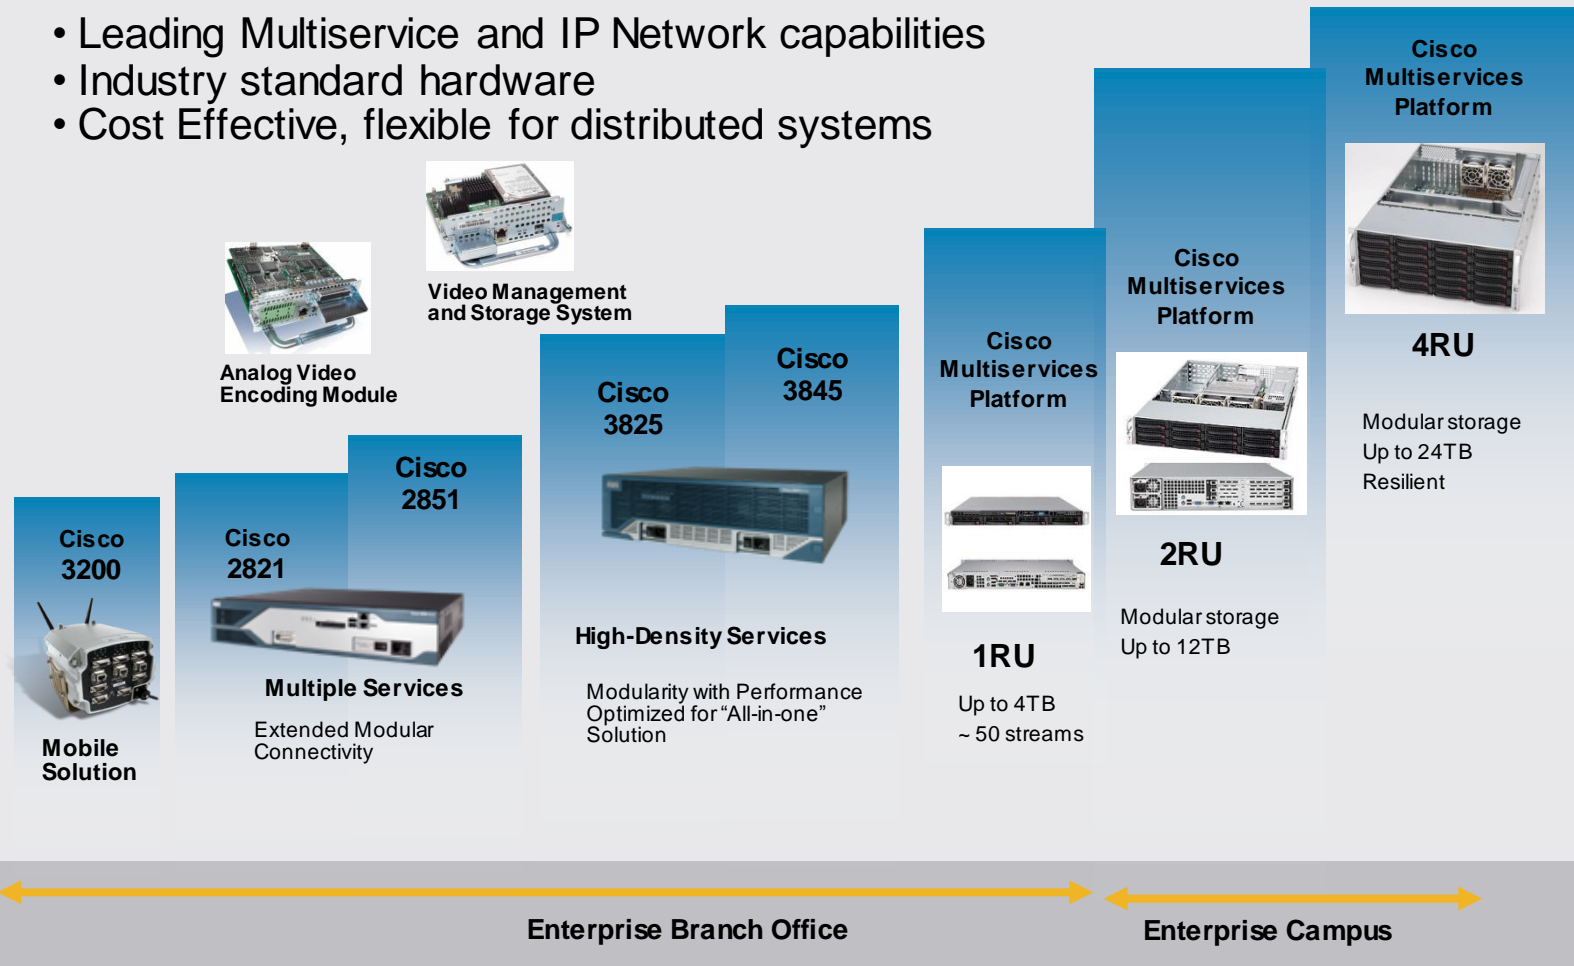 • Leading Multiservice and IP Network capabilities
• Industry standard hardware
• Cost Effective, flexible for distributed systems
Analog Video
Encoding Module
Video Management
and Storage System
Cisco
3200
Mobile
Solution
Cisco
2821
Cisco
2851
Multiple Services
Extended Modular
Connectivity
Cisco
3825
Cisco
3845
High-Density Services
Modularity with Performance
Optimized for “All-in-one”
Solution
Cisco
Multiservices
Platform
1RU
Up to 4TB
~ 50 streams
Cisco
Multiservices
Platform
2RU
Modular storage
Up to 12TB
Cisco
Multiservices
Platform
4RU
Modular storage
Up to 24TB
Resilient
Enterprise Branch Office
Enterprise Campus